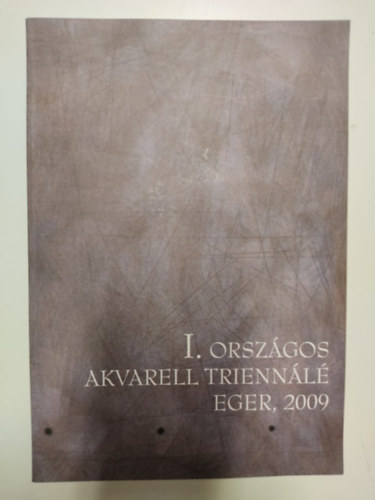 I. ORSZÁGOS
AKVARELL TRIENNÁLÉ
EGER, 2009